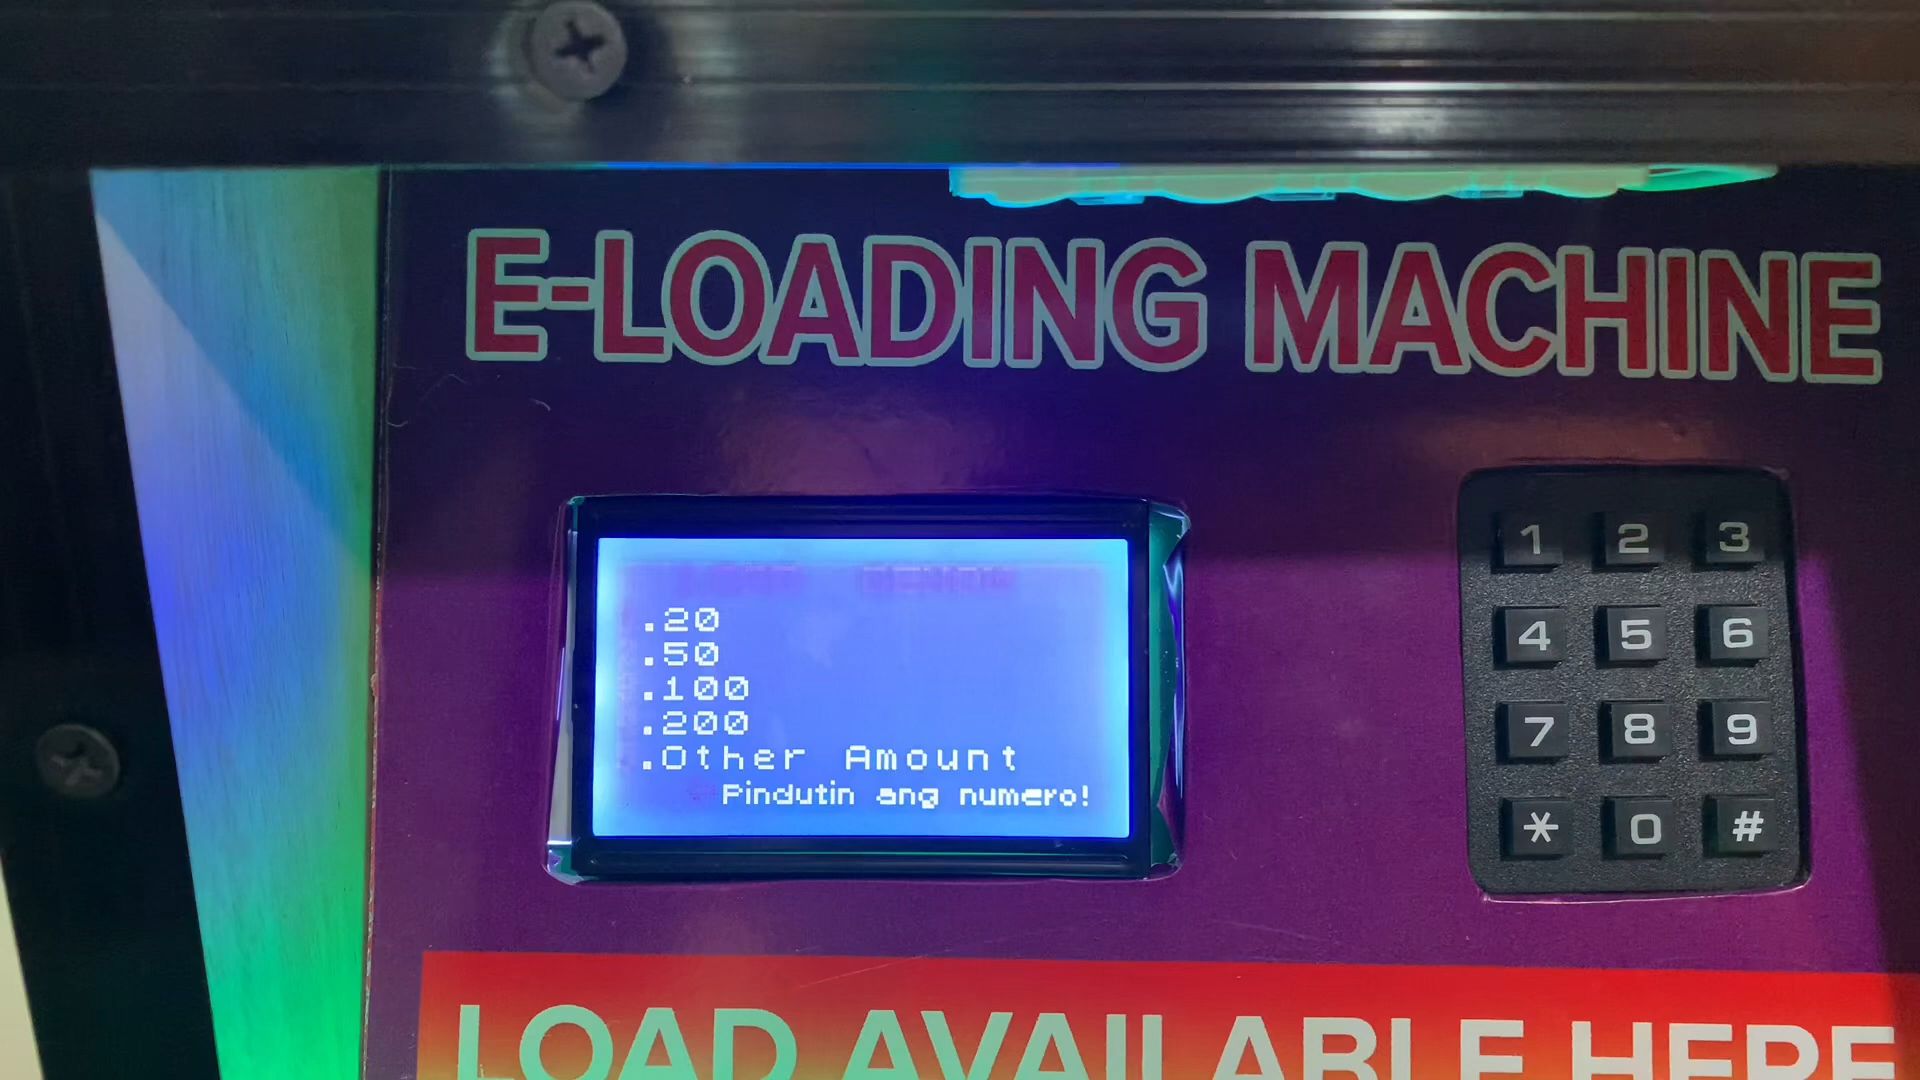 E-LOADING MACHINE
.20
.50
.100
.200
.Other Amount
Pindutin ang numero!
1 2 3
4 5 6
7 8 9
* 0 #
LOAD AVAILABLE HERE